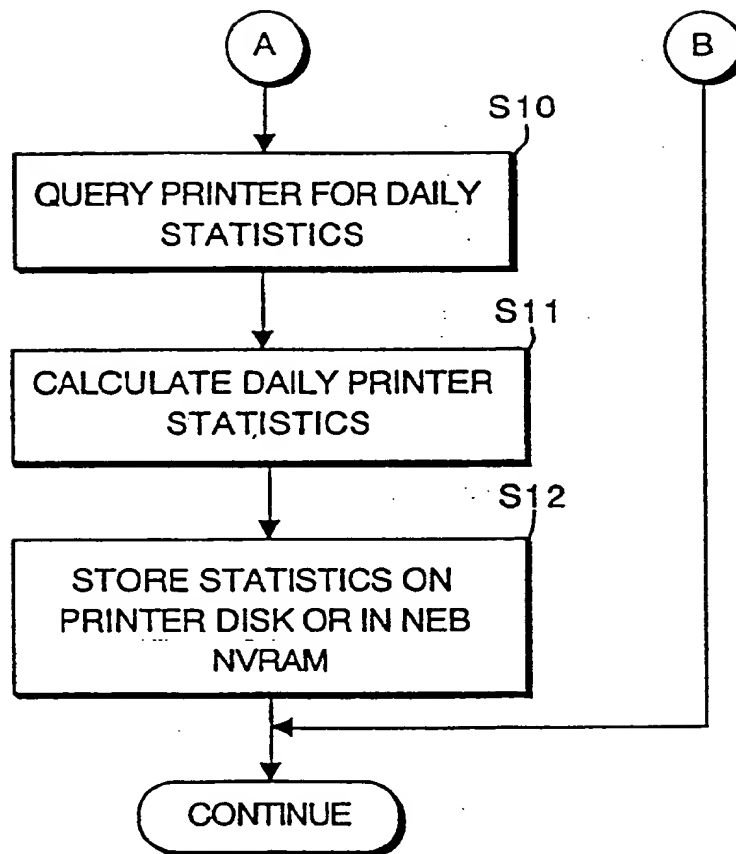 A
B
S10
QUERY PRINTER FOR DAILY
STATISTICS
S11
CALCULATE DAILY PRINTER
STATISTICS
S12
STORE STATISTICS ON
PRINTER DISK OR IN NEB
NVRAM
CONTINUE